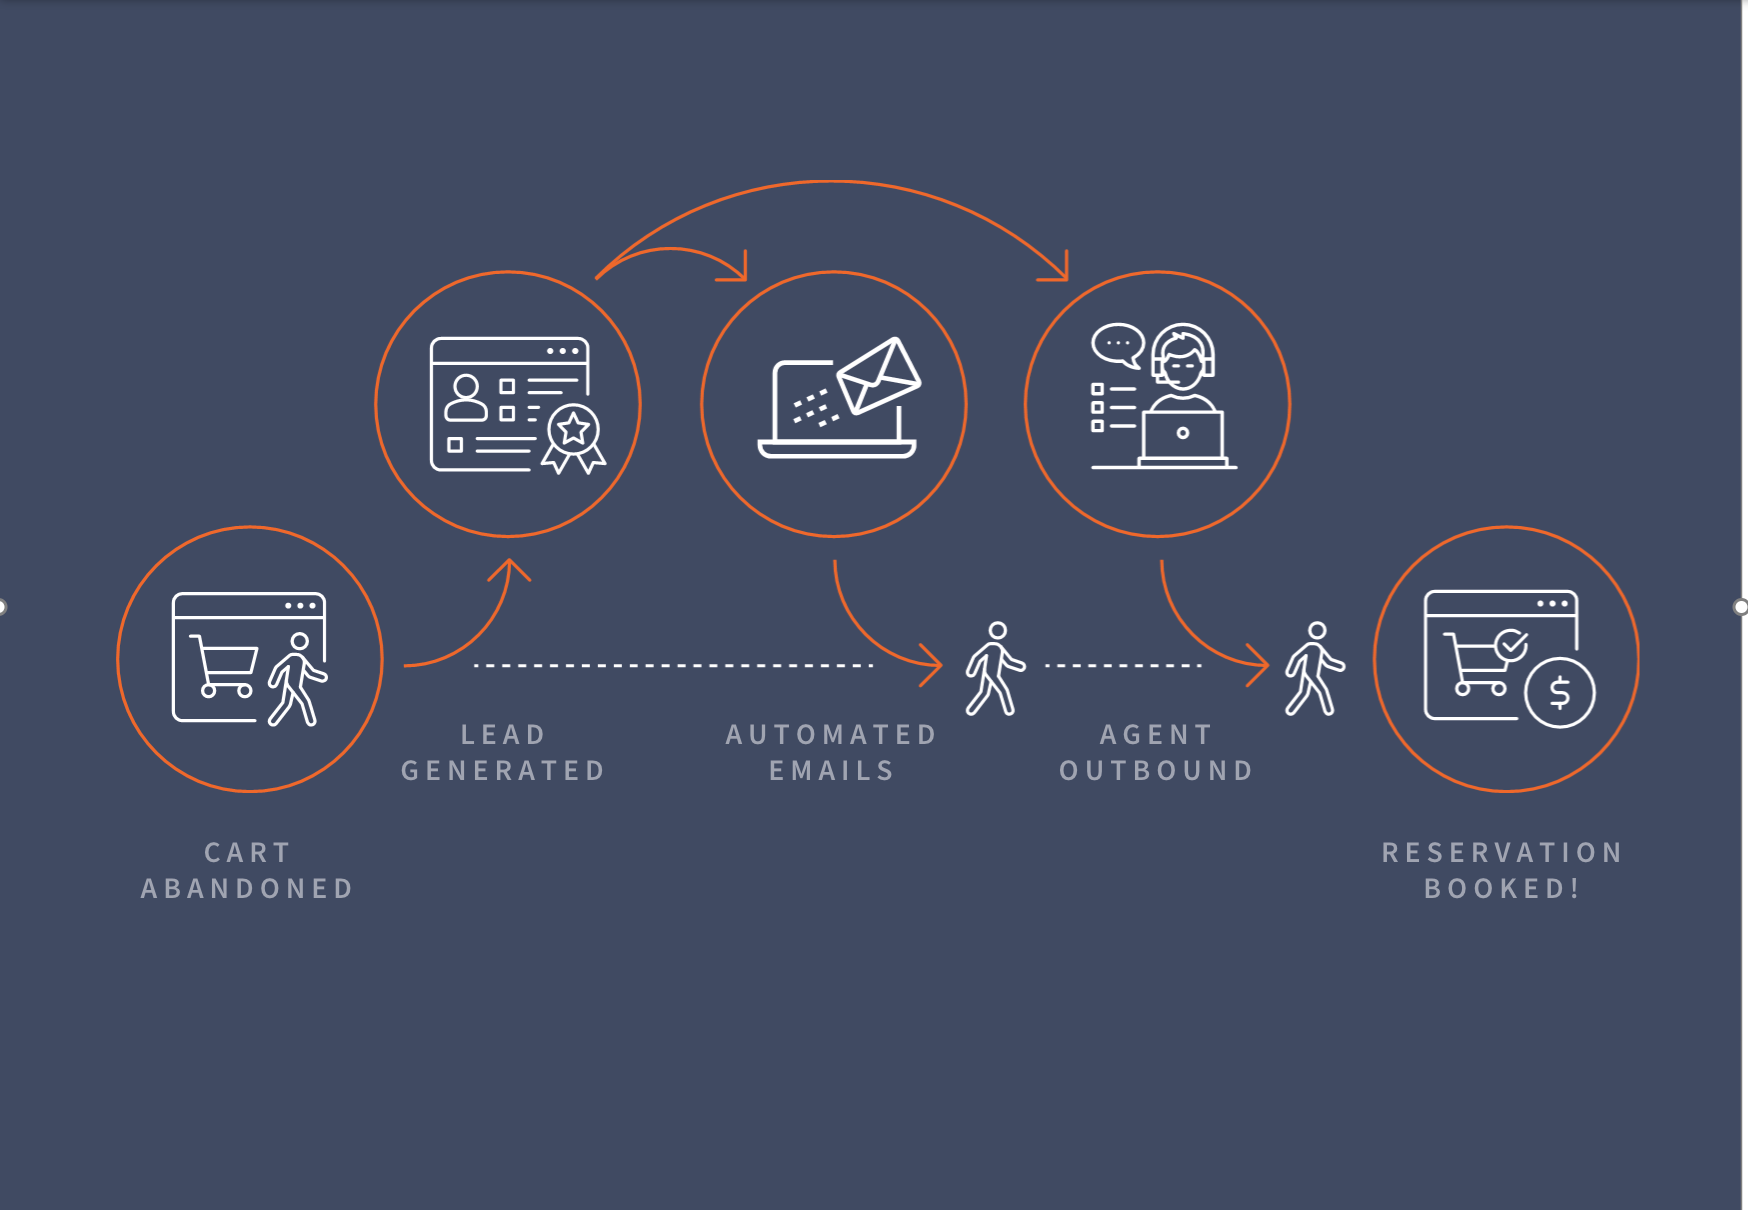 LEAD
GENERATED
AUTOMATED
EMAILS
AGENT
OUTBOUND
CART
ABANDONED
RESERVATION
BOOKED!
$